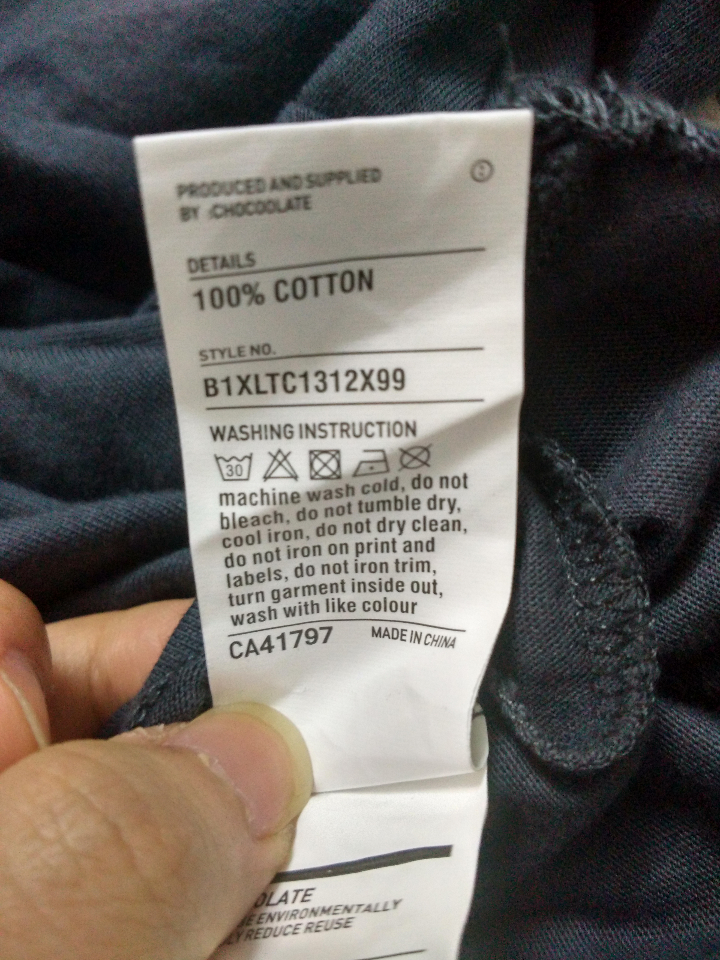 PRODUCED AND SUPPLIED
BY :CHOCOOLATE
DETAILS
100% COTTON
STYLE NO.
B1XLTC1312X99
WASHING INSTRUCTION
30
machine wash cold, do not
bleach, do not tumble dry,
cool iron, do not dry clean,
do not iron on print and
labels, do not iron trim,
turn garment inside out,
wash with like colour
CA41797 MADE IN CHINA
OLATE
ENVIRONMENTALLY
LY REDUCE REUSE